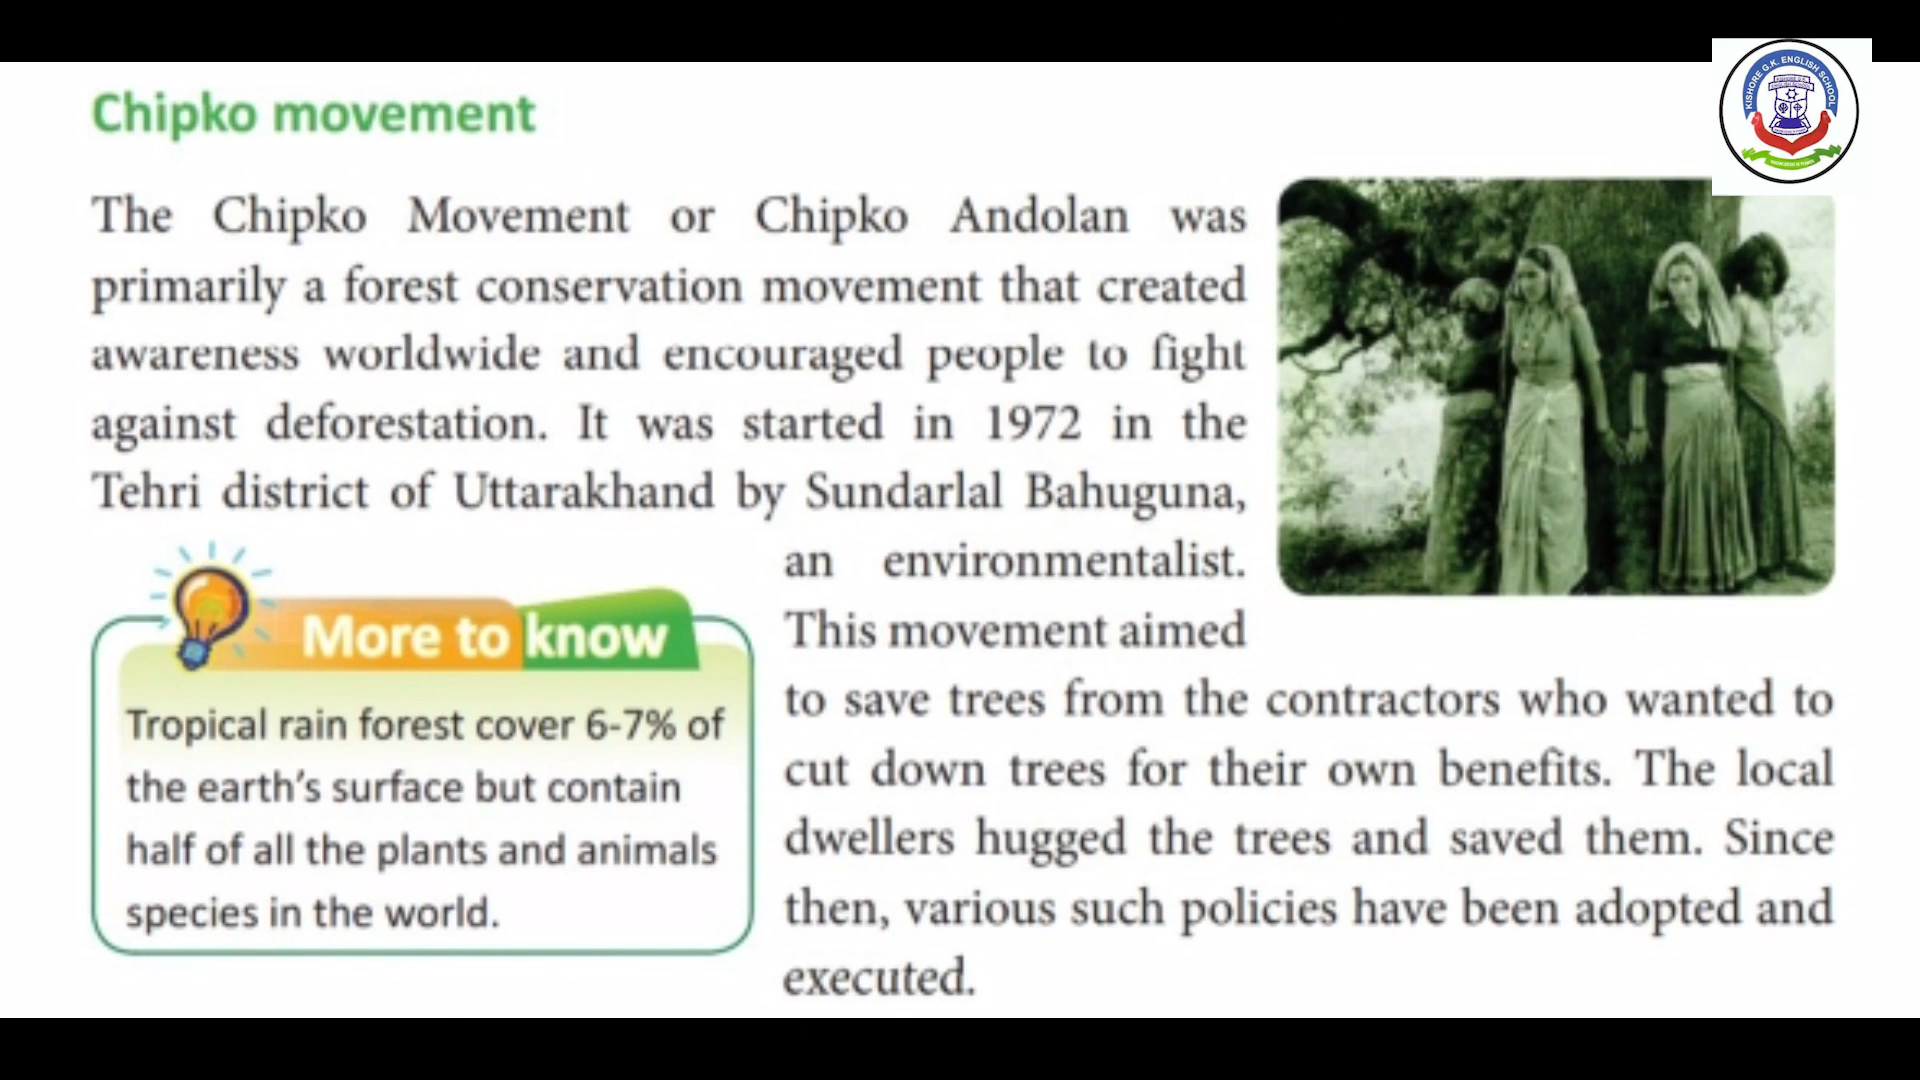 KISHORE G.K. ENGLISH SCHOOL
Chipko movement
The Chipko Movement or Chipko Andolan was
primarily a forest conservation movement that created
awareness worldwide and encouraged people to fight
against deforestation. It was started in 1972 in the
Tehri district of Uttarakhand by Sundarlal Bahuguna,
an environmentalist.
This movement aimed
to save trees from the contractors who wanted to
cut down trees for their own benefits. The local
dwellers hugged the trees and saved them. Since
then, various such policies have been adopted and
executed.
More to know
Tropical rain forest cover 6-7% of
the earth's surface but contain
half of all the plants and animals
species in the world.